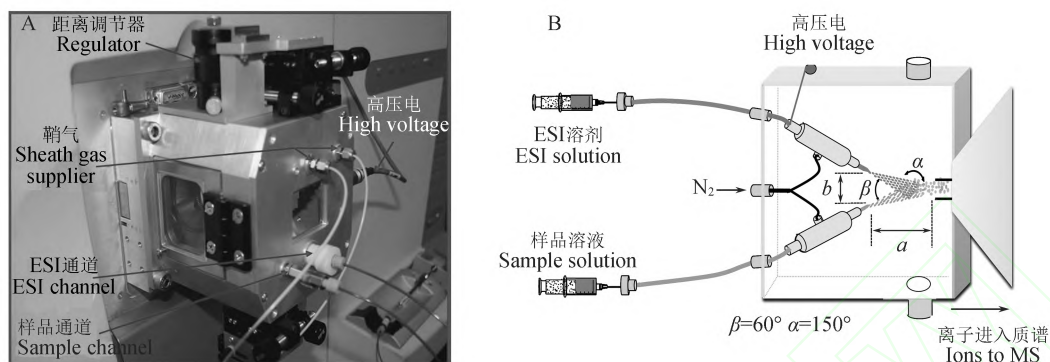 A
距离调节器
Regulator
高压电
High voltage
鞘气
Sheath gas
supplier
ESI通道
ESI channel
样品通道
Sample channel
B
高压电
High voltage
ESI溶剂
ESI solution
N2
α
b
β
a
样品溶液
Sample solution
β=60° α=150°
离子进入质谱
Ions to MS